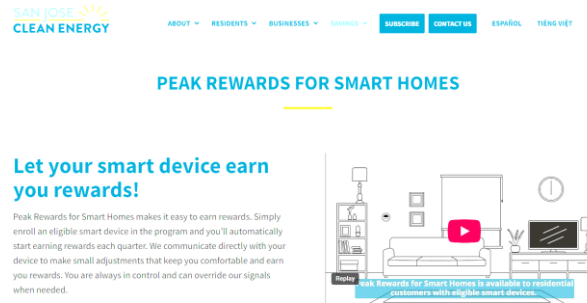 SAN JOSE
CLEAN ENERGY
ABOUT RESIDENTS BUSINESSES SAVINGS SUBSCRIBE CONTACT US ESPAÑOL TIẾNG VIỆT
PEAK REWARDS FOR SMART HOMES
Let your smart device earn
you rewards!
Peak Rewards for Smart Homes makes it easy to earn rewards. Simply
enroll an eligible smart device in the program and you'll automatically
start earning rewards each quarter. We communicate directly with your
device to make small adjustments that keep you comfortable and earn
you rewards. You are always in control and can override our signals
when needed.
Replay
eak Rewards for Smart Homes is available to residential
customers with eligible smart devices.